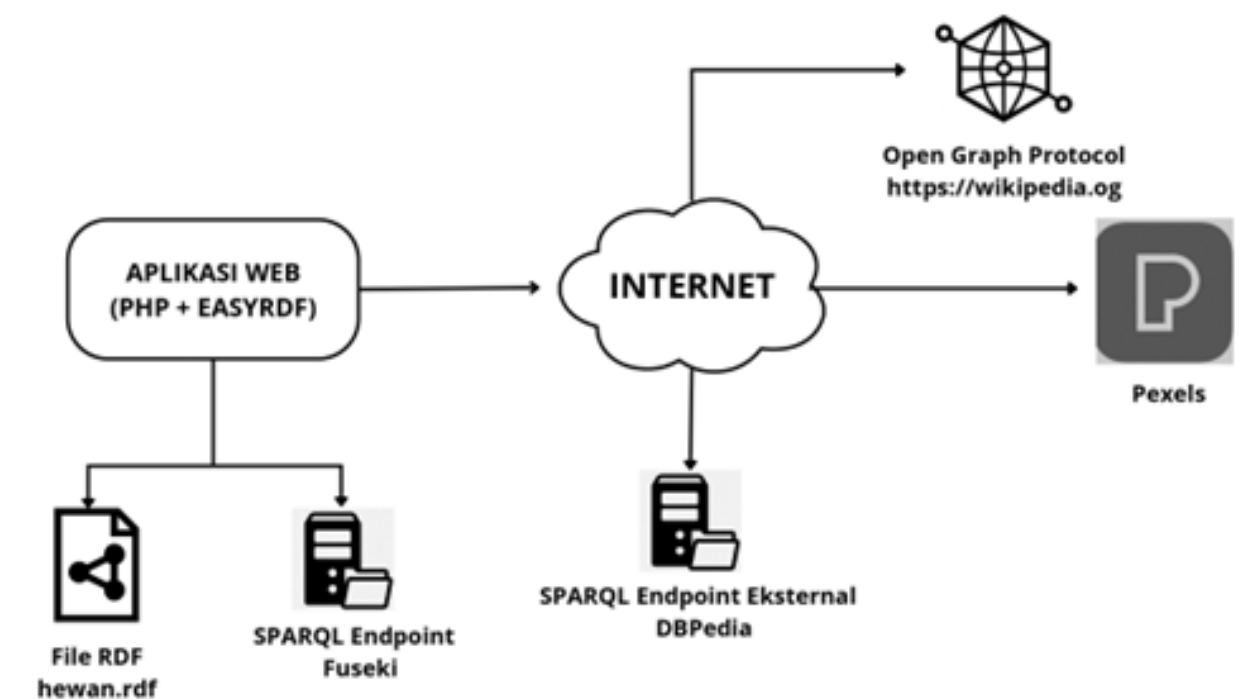 Open Graph Protocol
https://wikipedia.og
APLIKASI WEB
(PHP + EASYRDF)
INTERNET
Pexels
SPARQL Endpoint Eksternal
DBPedia
SPARQL Endpoint
Fuseki
File RDF
hewan.rdf